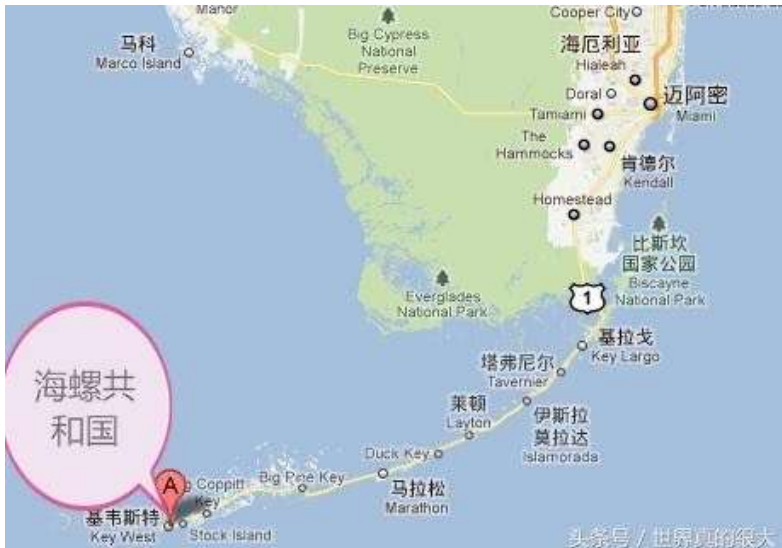 Manor
Cooper City
Big Cypress
National
Preserve
马科
Marco Island
海厄利亚
Hialeah
Doral
迈阿密
Miami
Tamiami
The
Hammocks
肯德尔
Kendall
Homestead
比斯坎
国家公园
Biscayne
National Park
Everglades
National Park
1
基拉戈
Key Largo
塔弗尼尔
Tavernier
伊斯拉
莫拉达
Islamorada
莱顿
Layton
Duck Key
马拉松
Marathon
Big Pine Key
海螺共
和国
A
Coppitt
Key
基韦斯特
Key West
Stock Island
头条号 / 世界真的很大